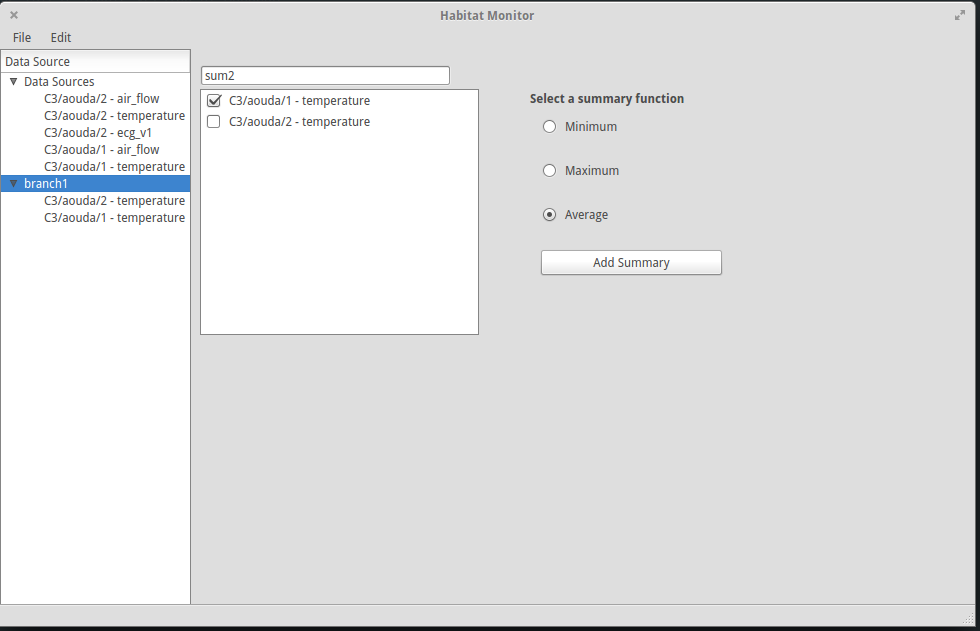 Habitat Monitor
File Edit
Data Source
Data Sources
C3/aouda/2 - air_flow
C3/aouda/2 - temperature
C3/aouda/2 - ecg_v1
C3/aouda/1 - air_flow
C3/aouda/1 - temperature
branch1
C3/aouda/2 - temperature
C3/aouda/1 - temperature
sum2
C3/aouda/1 - temperature
C3/aouda/2 - temperature
Select a summary function
Minimum
Maximum
Average
Add Summary